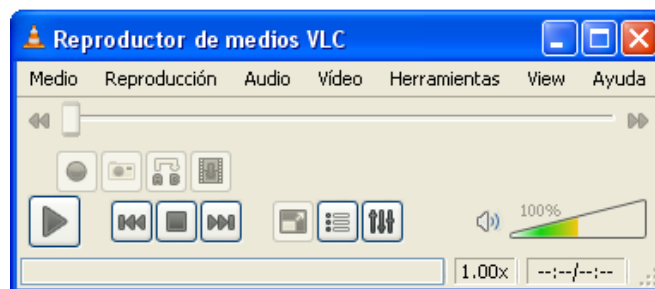 Reproductor de medios VLC
Medio Reproducción Audio Vídeo Herramientas View Ayuda
A B
100%
1.00x --:--/--:--